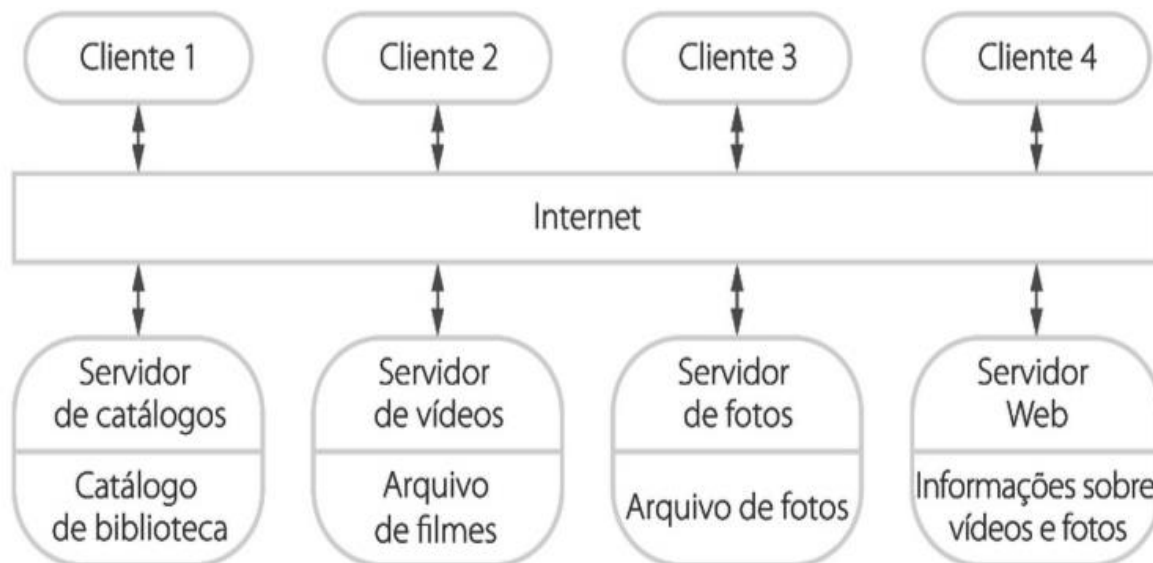 Cliente 1
Cliente 2
Cliente 3
Cliente 4
Internet
Servidor
de catálogos
Catálogo
de biblioteca
Servidor
de vídeos
Arquivo
de filmes
Servidor
de fotos
Arquivo de fotos
Servidor
Web
Informações sobre
vídeos e fotos